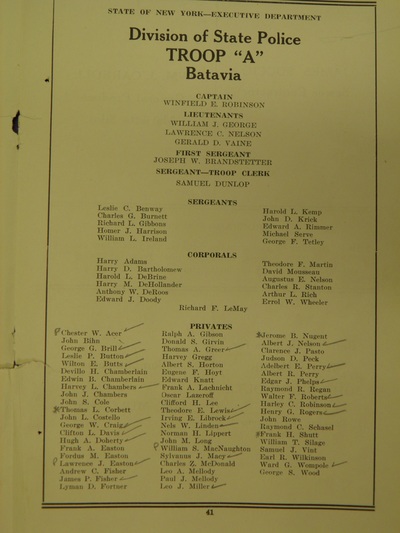 STATE OF NEW YORK—EXECUTIVE DEPARTMENT
Division of State Police
TROOP "A"
Batavia
CAPTAIN
WINFIELD E. ROBINSON
LIEUTENANTS
WILLIAM J. GEORGE
LAWRENCE C. NELSON
GERALD D. VAINE
FIRST SERGEANT
JOSEPH W. BRANDSTETTER
SERGEANT—TROOP CLERK
SAMUEL DUNLOP
SERGEANTS
Leslie C. Benway
Charles G. Burnett
Richard L. Gibbons
Homer J. Harrison
William L. Ireland
Harold L. Kemp
John D. Krick
Edward A. Rimmer
Michael Serve
George F. Tetley
CORPORALS
Harry Adams
Harry D. Bartholomew
Harold L. DeBrine
Harry M. DeHollander
Anthony W. DeRoos
Edward J. Doody
Theodore F. Martin
David Mousseau
Augustus E. Nelson
Charles R. Stanton
Arthur L. Rich
Errol W. Wheeler
Richard F. LeMay
PRIVATES
Chester W. Acer
John Bihn
George G. Brill
Leslie P. Button
Wilton E. Butts
Devillo H. Chamberlain
Edwin B. Chamberlain
Harvey L. Chambers
John J. Chambers
John S. Cole
Thomas L. Corbett
John L. Costello
George W. Craig
Clifton L. Davis
Hugh A. Doherty
Frank A. Easton
Fordus M. Easton
Lawrence J. Easton
Andrew C. Fisher
James P. Fisher
Lyman D. Fortner
Ralph A. Gibson
Donald S. Girvin
Thomas A. Greer
Harvey Gregg
Albert S. Horton
Eugene F. Hoyt
Edward Knatt
Frank A. Lachnicht
Oscar Lazeroff
Clifford H. Lee
Theodore E. Lewis
Irving E. Librock
Nels W. Linden
Norman H. Lippert
John M. Long
William S. MacNaughton
Sylvanus J. Macy
Charles Z. McDonald
Leo A. Mellody
Paul J. Mellody
Leo J. Miller
Jerome B. Nugent
Albert J. Nelson
Clarence J. Pasto
Judson D. Peck
Adelbert E. Perry
Albert R. Perry
Edgar J. Phelps
Raymond R. Regan
Walter F. Roberts
Harley C. Robinson
Henry G. Rogers
John Rowe
Raymond C. Schasel
Frank H. Shutt
William T. Silage
Samuel J. Vint
Earl R. Wilkinson
Ward G. Wempole
George S. Wood
41